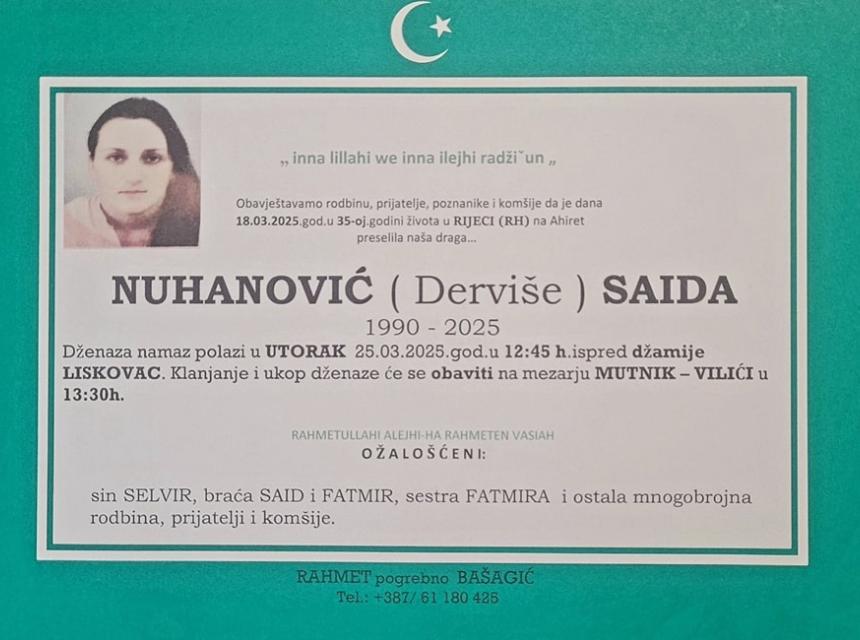 „ inna lillahi we inna ilejhi radžiˇun „
Obavještavamo rodbinu, prijatelje, poznanike i komšije da je dana
18.03.2025.god.u 35-oj.godini života u RIJECI (RH) na Ahiret
preselila naša draga...
NUHANOVIĆ ( Derviše ) SAIDA
1990 - 2025
Dženaza namaz polazi u UTORAK 25.03.2025.god.u 12:45 h.ispred džamije
LISKOVAC. Klanjanje i ukop dženaze će se obaviti na mezarju MUTNIK – VILIĆI u
13:30h.
RAHMETULLAHI ALEJHI-HA RAHMETEN VASIAH
OŽALOŠĆENI:
sin SELVIR, braća SAID i FATMIR, sestra FATMIRA i ostala mnogobrojna
rodbina, prijatelji i komšije.
RAHMET pogrebno BAŠAGIĆ
Tel.: +387/ 61 180 425